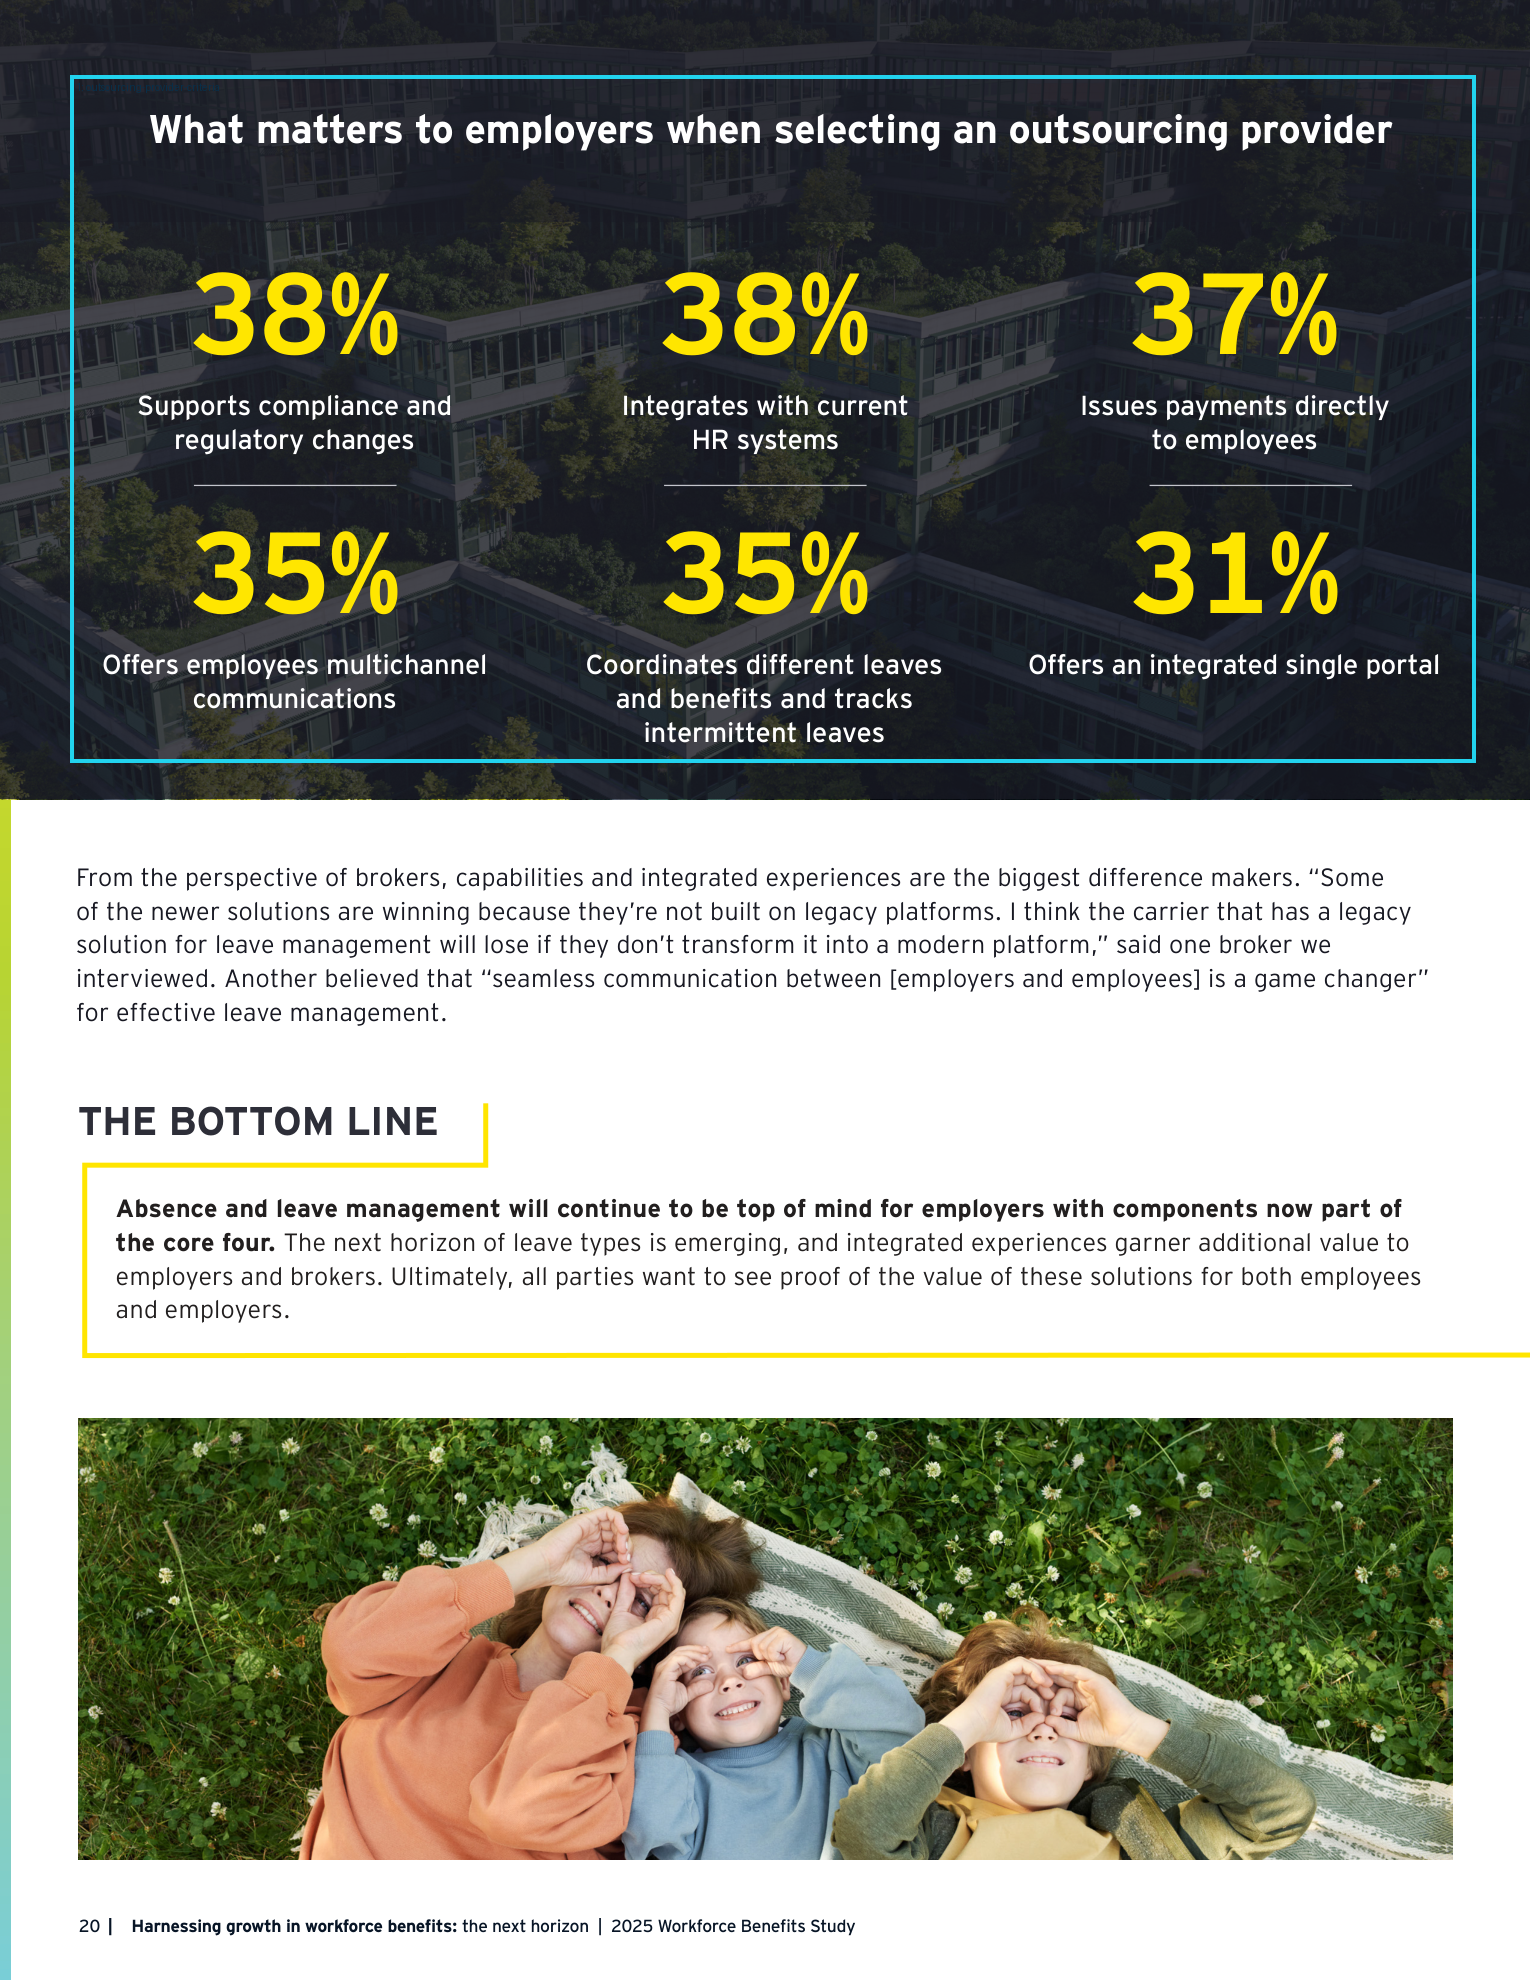 What matters to employers when selecting an outsourcing provider
38%
Supports compliance and
regulatory changes
38%
Integrates with current
HR systems
37%
Issues payments directly
to employees
35%
Offers employees multichannel
communications
35%
Coordinates different leaves
and benefits and tracks
intermittent leaves
31%
Offers an integrated single portal
From the perspective of brokers, capabilities and integrated experiences are the biggest difference makers. “Some
of the newer solutions are winning because they’re not built on legacy platforms. I think the carrier that has a legacy
solution for leave management will lose if they don’t transform it into a modern platform,” said one broker we
interviewed. Another believed that “seamless communication between [employers and employees] is a game changer”
for effective leave management.
THE BOTTOM LINE
Absence and leave management will continue to be top of mind for employers with components now part of
the core four. The next horizon of leave types is emerging, and integrated experiences garner additional value to
employers and brokers. Ultimately, all parties want to see proof of the value of these solutions for both employees
and employers.
20 | Harnessing growth in workforce benefits: the next horizon | 2025 Workforce Benefits Study